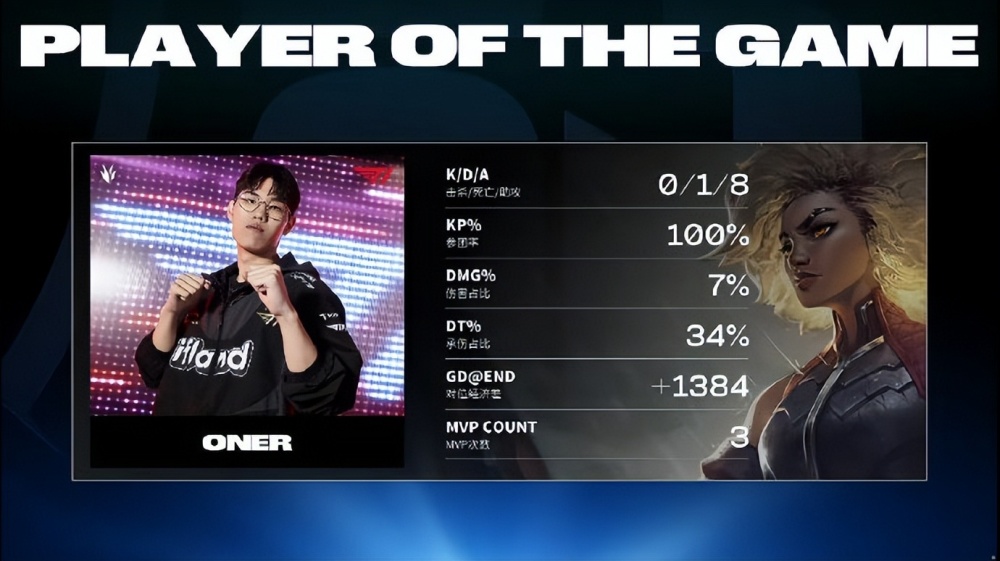 PLAYER OF THE GAME
K/D/A
击杀/死亡/助攻
0/1/8
KP%
参团率
100%
DMG%
伤害占比
7%
DT%
承伤占比
34%
GD@END
对位经济差
+1384
MVP COUNT
MVP次数
3
T1
ONER